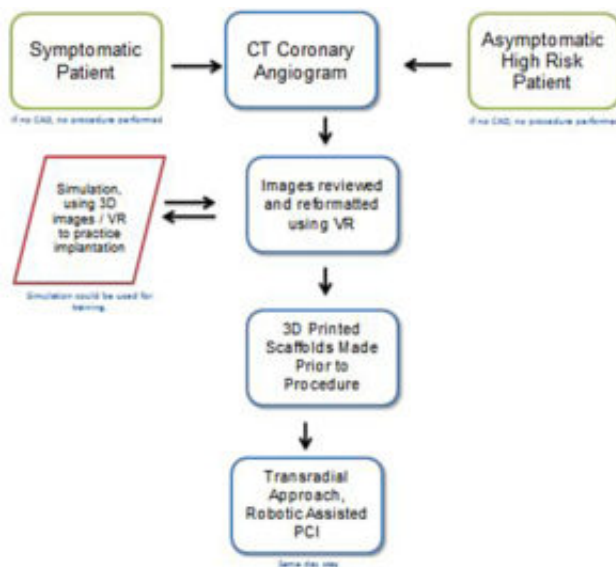 Symptomatic
Patient
CT Coronary
Angiogram
Asymptomatic
High Risk
Patient
If no CAD, no procedure performed
If no CAD, no procedure performed
Simulation,
using 3D
images / VR
to practice
implantation
Images reviewed
and reformatted
using VR
Simulation could be used for
training.
3D Printed
Scaffolds Made
Prior to
Procedure
Transradial
Approach,
Robotic Assisted
PCI
Same day stay